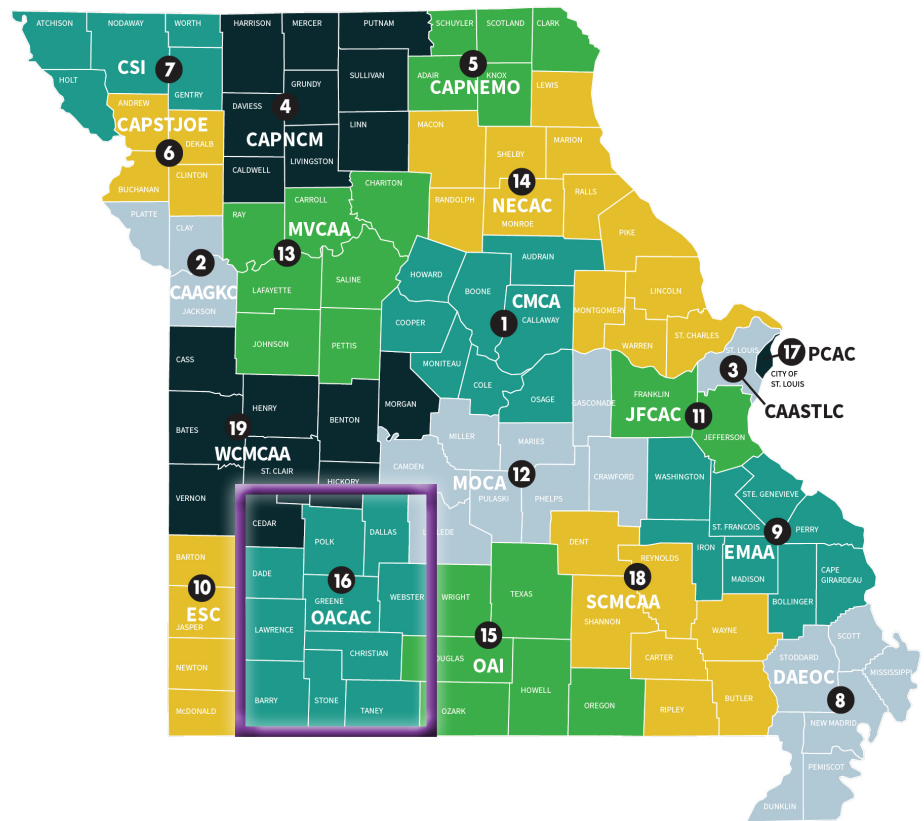 ATCHISON
NODAWAY
WORTH
HARRISON
MERCER
PUTNAM
SCHUYLER
SCOTLAND
CLARK
HOLT
CSI
7
GENTRY
DAVIESS
4
GRUNDY
SULLIVAN
CAPNCM
LINN
LIVINGSTON
CALDWELL
ADAIR
5
KNOX
CAPNEMO
LEWIS
ANDREW
CAPSTJOE
DEKALB
6
BUCHANAN
CLINTON
MACON
SHELBY
MARION
14
NECAC
RANDOLPH
MONROE
RALLS
PIKE
PLATTE
CLAY
2
CAAGKC
JACKSON
RAY
CARROLL
CHARITON
MVCAA
13
LAFAYETTE
SALINE
JOHNSON
PETTIS
HOWARD
BOONE
AUDRAIN
CMCA
1
CALLAWAY
COOPER
MONITEAU
COLE
OSAGE
MONTGOMERY
LINCOLN
WARREN
ST. CHARLES
ST. LOUIS
3
17
PCAC
CITY OF
ST. LOUIS
CAASTLC
CASS
BATES
19
HENRY
WCMCAA
ST. CLAIR
BENTON
MORGAN
HICKORY
VERNON
CEDAR
MILLER
MARIES
GASCONADE
CAMDEN
MOCA
12
PULASKI
PHELPS
CRAWFORD
FRANKLIN
JFCAC
11
JEFFERSON
WASHINGTON
STE. GENEVIEVE
ST. FRANCOIS
9
PERRY
EMAA
IRON
MADISON
CAPE
GIRARDEAU
BOLLINGER
BARTON
10
ESC
JASPER
NEWTON
McDONALD
DADE
POLK
DALLAS
16
GREENE
OACAC
WEBSTER
LAWRENCE
CHRISTIAN
BARRY
STONE
TANEY
WRIGHT
TEXAS
15
OAI
HOWELL
OZARK
OREGON
DENT
REYNOLDS
18
SCMCAA
SHANNON
WAYNE
CARTER
RIPLEY
BUTLER
SCOTT
STODDARD
MISSISSIPPI
DAEOC
8
NEW MADRID
PEMISCOT
DUNKLIN